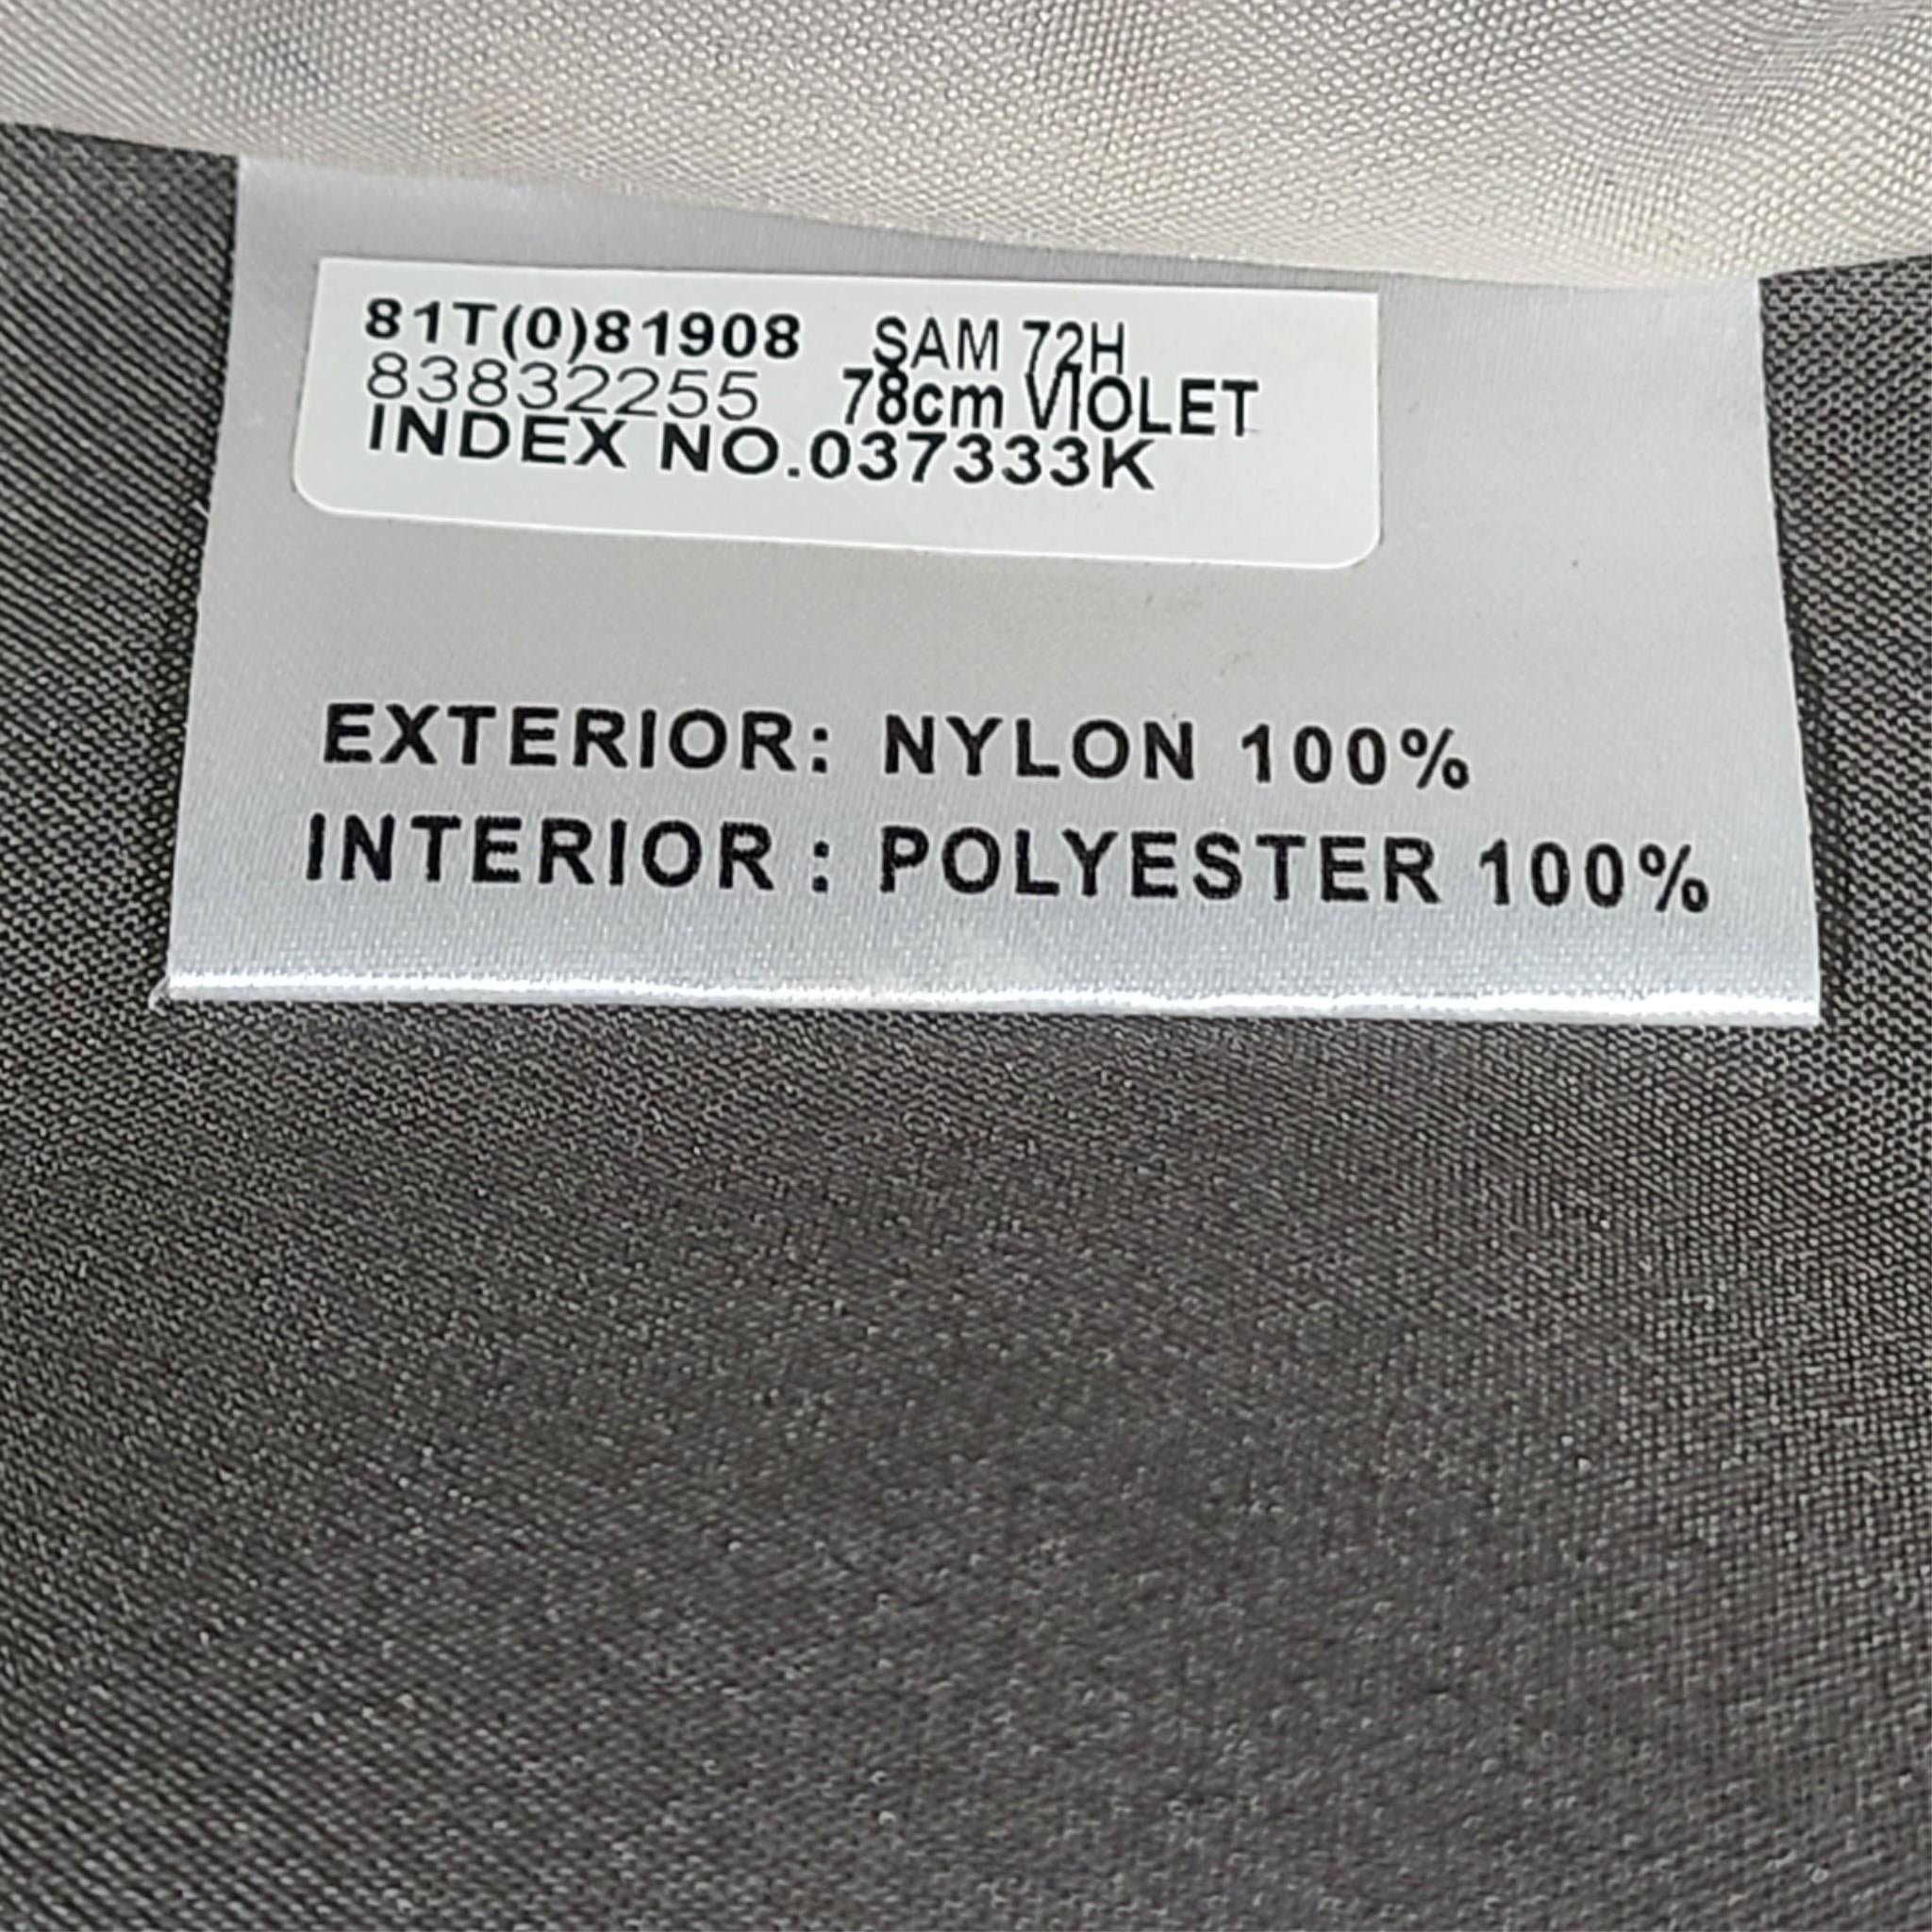 81T(0)81908 SAM 72H
83832255 78cm VIOLET
INDEX NO.037333K
EXTERIOR: NYLON 100%
INTERIOR : POLYESTER 100%